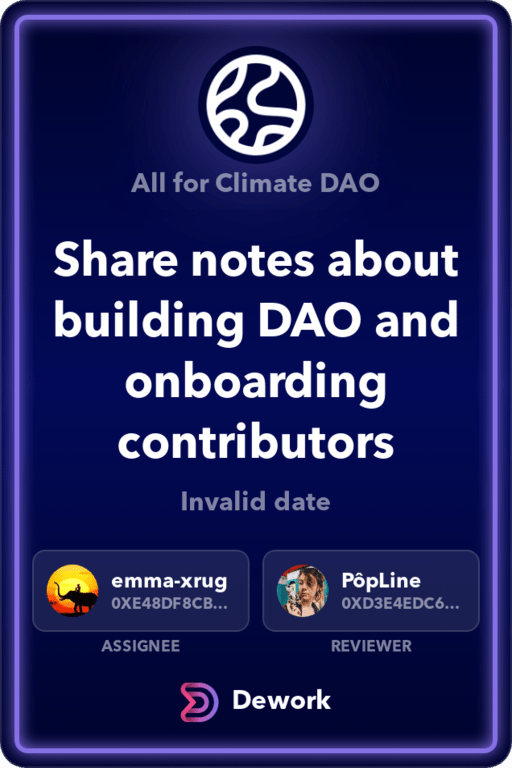 All for Climate DAO
Share notes about
building DAO and
onboarding
contributors
Invalid date
emma-xrug
0XE48DF8CB...
PôpLine
0XD3E4EDC6...
ASSIGNEE
REVIEWER
Dework